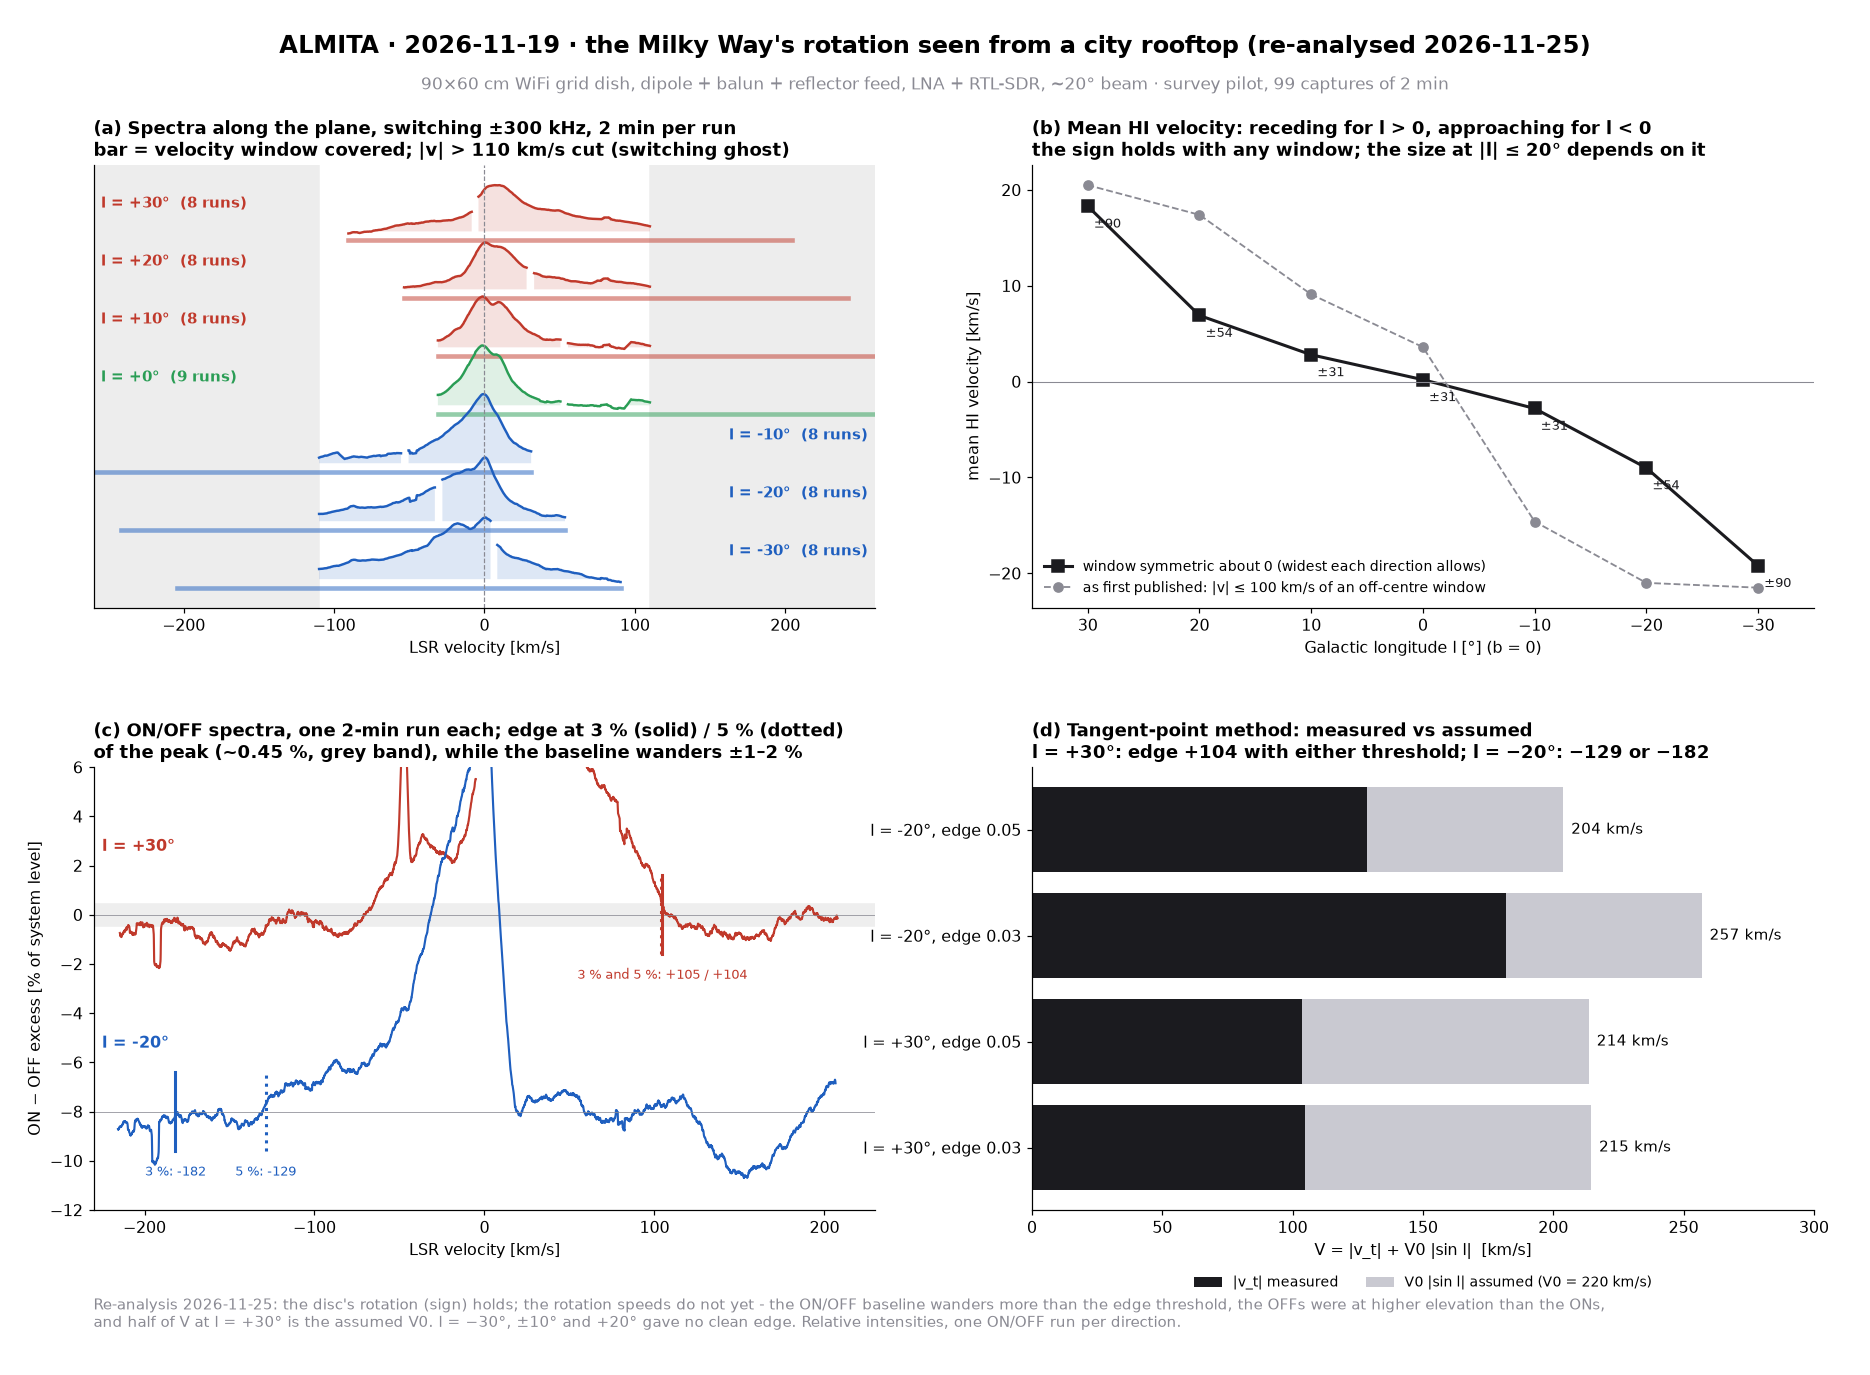 ALMITA · 2026-11-19 · the Milky Way's rotation seen from a city rooftop (re-analysed 2026-11-25)
90×60 cm WiFi grid dish, dipole + balun + reflector feed, LNA + RTL-SDR, ~20° beam · survey pilot, 99 captures of 2 min
(a) Spectra along the plane, switching ±300 kHz, 2 min per run
bar = velocity window covered; |v| > 110 km/s cut (switching ghost)
l = +30° (8 runs)
l = +20° (8 runs)
l = +10° (8 runs)
l = +0° (9 runs)
l = -10° (8 runs)
l = -20° (8 runs)
l = -30° (8 runs)
−200 −100 0 100 200
LSR velocity [km/s]
(b) Mean HI velocity: receding for l > 0, approaching for l < 0
the sign holds with any window; the size at |l| ≤ 20° depends on it
mean HI velocity [km/s]
20
10
0
−10
−20
±90
±54
±31
±31
±31
±54
±90
window symmetric about 0 (widest each direction allows)
as first published: |v| ≤ 100 km/s of an off-centre window
30 20 10 0 −10 −20 −30
Galactic longitude l [°] (b = 0)
(c) ON/OFF spectra, one 2-min run each; edge at 3 % (solid) / 5 % (dotted)
of the peak (~0.45 %, grey band), while the baseline wanders ±1–2 %
ON − OFF excess [% of system level]
6
4
2
0
−2
−4
−6
−8
−10
−12
l = +30°
3 % and 5 %: +105 / +104
l = -20°
3 %: -182
5 %: -129
−200 −100 0 100 200
LSR velocity [km/s]
(d) Tangent-point method: measured vs assumed
l = +30°: edge +104 with either threshold; l = −20°: −129 or −182
l = -20°, edge 0.05
204 km/s
l = -20°, edge 0.03
257 km/s
l = +30°, edge 0.05
214 km/s
l = +30°, edge 0.03
215 km/s
0 50 100 150 200 250 300
V = |v_t| + V0 |sin l| [km/s]
|v_t| measured
V0 |sin l| assumed (V0 = 220 km/s)
Re-analysis 2026-11-25: the disc's rotation (sign) holds; the rotation speeds do not yet - the ON/OFF baseline wanders more than the edge threshold, the OFFs were at higher elevation than the ONs,
and half of V at l = +30° is the assumed V0. l = −30°, ±10° and +20° gave no clean edge. Relative intensities, one ON/OFF run per direction.